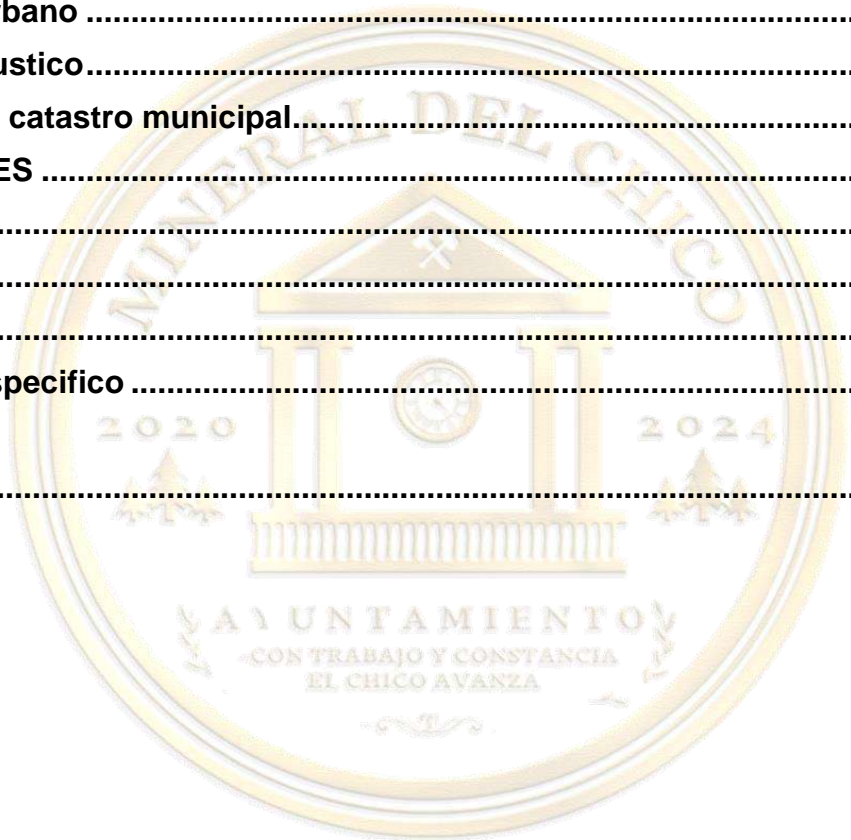 rbano ........................................................................
ustico........................................................................
catastro municipal........................................................
ES ............................................................................
................................................................................
................................................................................
................................................................................
specifico ....................................................................
................................................................................
MINERAL DEL CHICO
2020 2024
AYUNTAMIENTO
CON TRABAJO Y CONSTANCIA
EL CHICO AVANZA